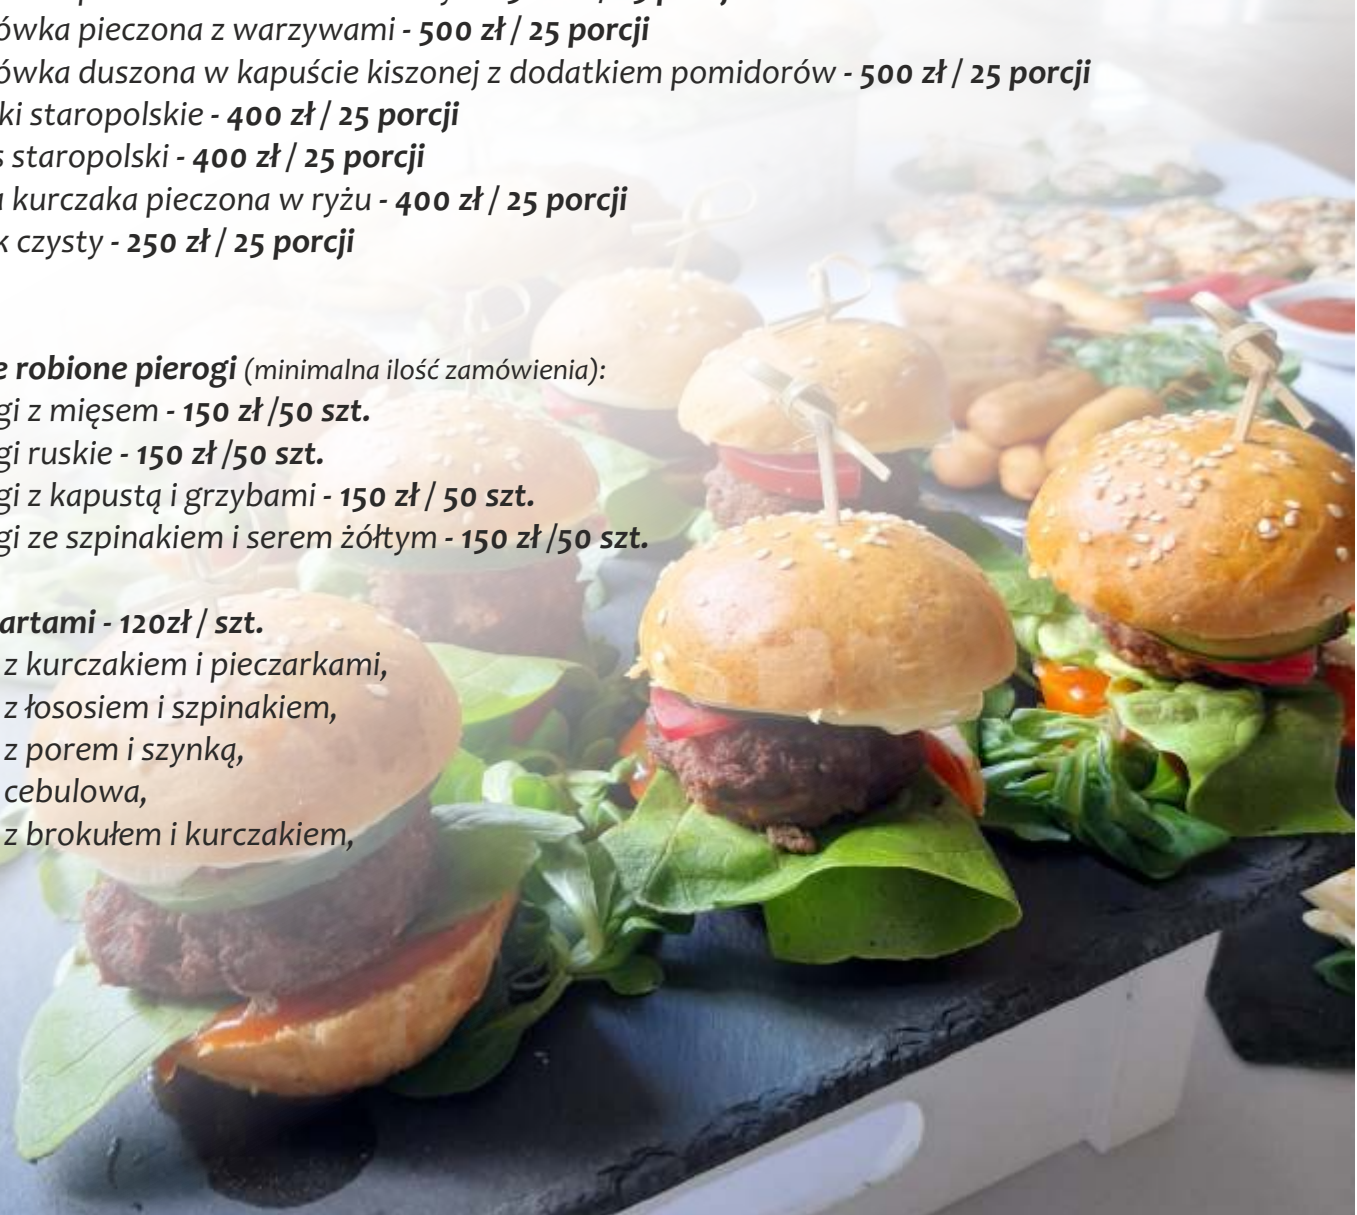 ówka pieczona z warzywami - 500 zł / 25 porcji
ówka duszona w kapuście kiszonej z dodatkiem pomidorów - 500 zł / 25 porcji
ki staropolskie - 400 zł / 25 porcji
s staropolski - 400 zł / 25 porcji
a kurczaka pieczona w ryżu - 400 zł / 25 porcji
k czysty - 250 zł / 25 porcji
e robione pierogi (minimalna ilość zamówienia):
gi z mięsem - 150 zł /50 szt.
gi ruskie - 150 zł /50 szt.
gi z kapustą i grzybami - 150 zł / 50 szt.
gi ze szpinakiem i serem żółtym - 150 zł /50 szt.
artami - 120zł / szt.
z kurczakiem i pieczarkami,
z łososiem i szpinakiem,
z porem i szynką,
cebulowa,
z brokułem i kurczakiem,